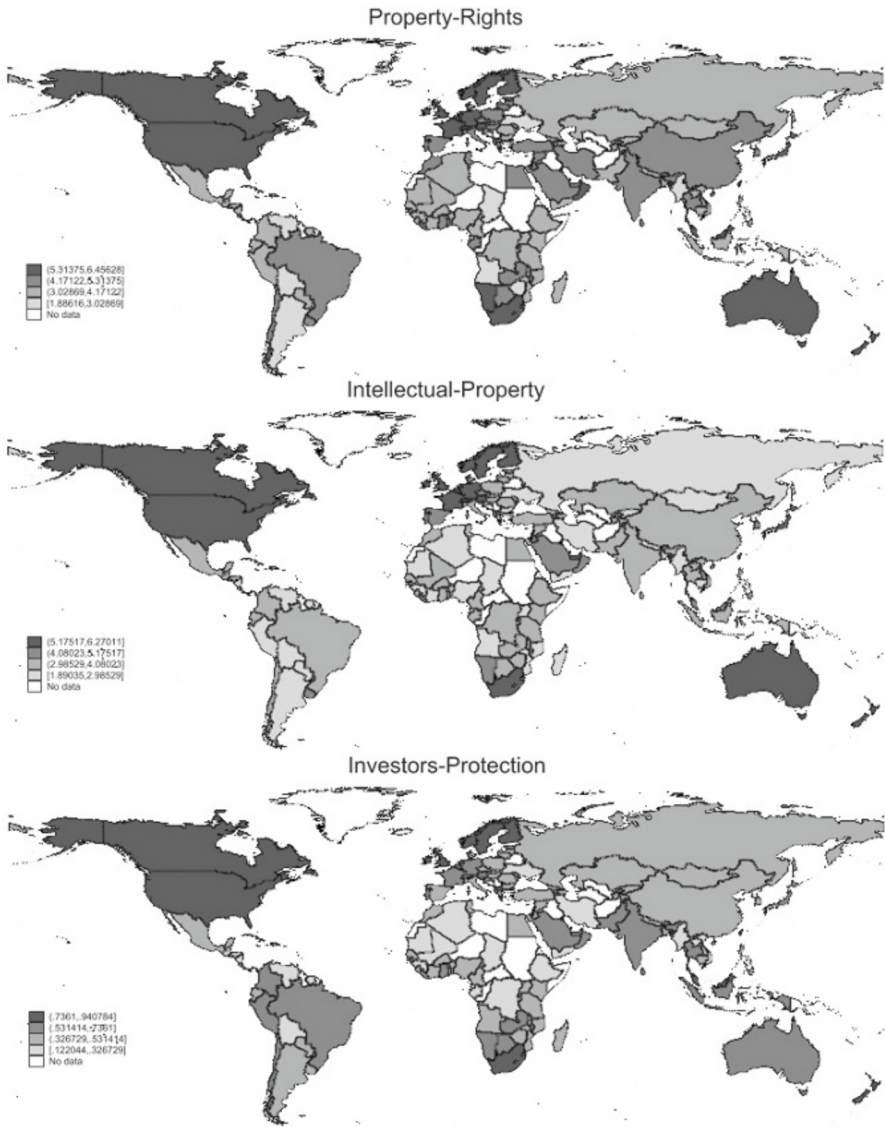 Property-Rights
(5.31375,6.45628]
(4.17122,5.31375]
(3.02869,4.17122]
[1.88616,3.02869]
No data
Intellectual-Property
(5.17517,6.27011]
(4.08023,5.17517]
(2.98529,4.08023]
[1.89035,2.98529]
No data
Investors-Protection
(.7361,.940784]
(.531414,.7361]
(.326729,.531414]
[.122044,.326729]
No data